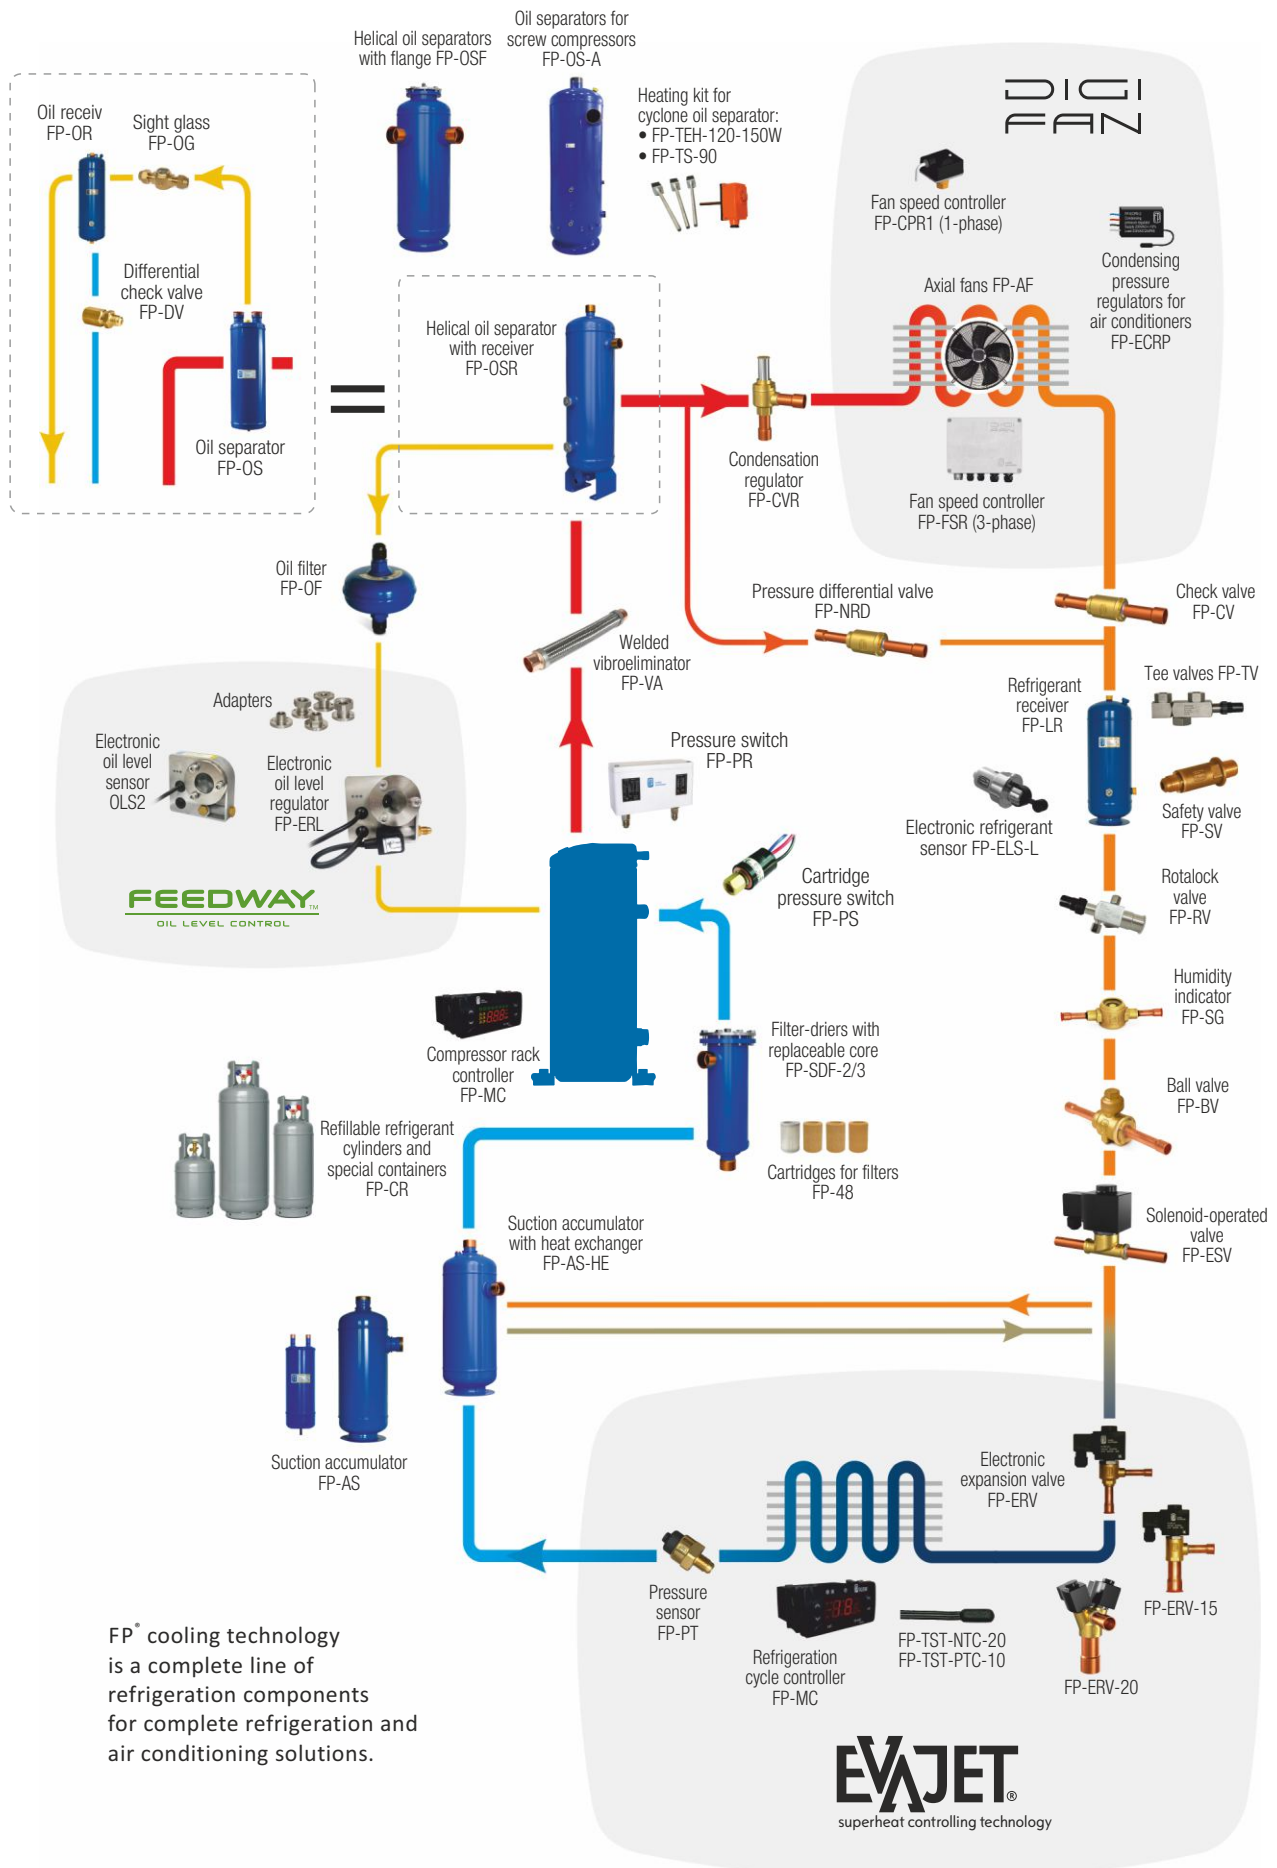 Helical oil separators
with flange FP-OSF
Oil separators for
screw compressors
FP-OS-A
Heating kit for
cyclone oil separator:
• FP-TEH-120-150W
• FP-TS-90
DIGI
FAN
Oil receiv
FP-OR
Sight glass
FP-OG
Differential
check valve
FP-DV
Oil separator
FP-OS
=
Helical oil separator
with receiver
FP-OSR
Fan speed controller
FP-CPR1 (1-phase)
Condensing
pressure
regulators for
air conditioners
FP-ECRP
Axial fans FP-AF
Condensation
regulator
FP-CVR
Fan speed controller
FP-FSR (3-phase)
Oil filter
FP-OF
Pressure differential valve
FP-NRD
Check valve
FP-CV
Welded
vibroeliminator
FP-VA
Refrigerant
receiver
FP-LR
Tee valves FP-TV
Adapters
Electronic
oil level
sensor
OLS2
Electronic
oil level
regulator
FP-ERL
Pressure switch
FP-PR
Electronic refrigerant
sensor FP-ELS-L
Safety valve
FP-SV
FEEDWAY™
OIL LEVEL CONTROL
Cartridge
pressure switch
FP-PS
Rotalock
valve
FP-RV
Humidity
indicator
FP-SG
Compressor rack
controller
FP-MC
Filter-driers with
replaceable core
FP-SDF-2/3
Ball valve
FP-BV
Refillable refrigerant
cylinders and
special containers
FP-CR
Cartridges for filters
FP-48
Suction accumulator
with heat exchanger
FP-AS-HE
Solenoid-operated
valve
FP-ESV
Suction accumulator
FP-AS
Electronic
expansion valve
FP-ERV
Pressure
sensor
FP-PT
Refrigeration
cycle controller
FP-MC
FP-TST-NTC-20
FP-TST-PTC-10
FP-ERV-15
FP-ERV-20
FP® cooling technology
is a complete line of
refrigeration components
for complete refrigeration and
air conditioning solutions.
EVAJET®
superheat controlling technology